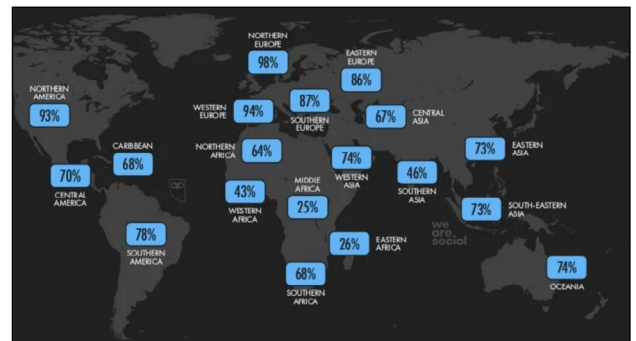 NORTHERN
EUROPE
98%
EASTERN
EUROPE
86%
NORTHERN
AMERICA
93%
WESTERN
EUROPE
94%
87%
SOUTHERN
EUROPE
67%
CENTRAL
ASIA
CARIBBEAN
68%
NORTHERN
AFRICA
64%
74%
WESTERN
ASIA
73%
EASTERN
ASIA
70%
CENTRAL
AMERICA
43%
WESTERN
AFRICA
MIDDLE
AFRICA
25%
46%
SOUTHERN
ASIA
73%
SOUTH-EASTERN
ASIA
78%
SOUTHERN
AMERICA
26%
EASTERN
AFRICA
we
are
social
68%
SOUTHERN
AFRICA
74%
OCEANIA